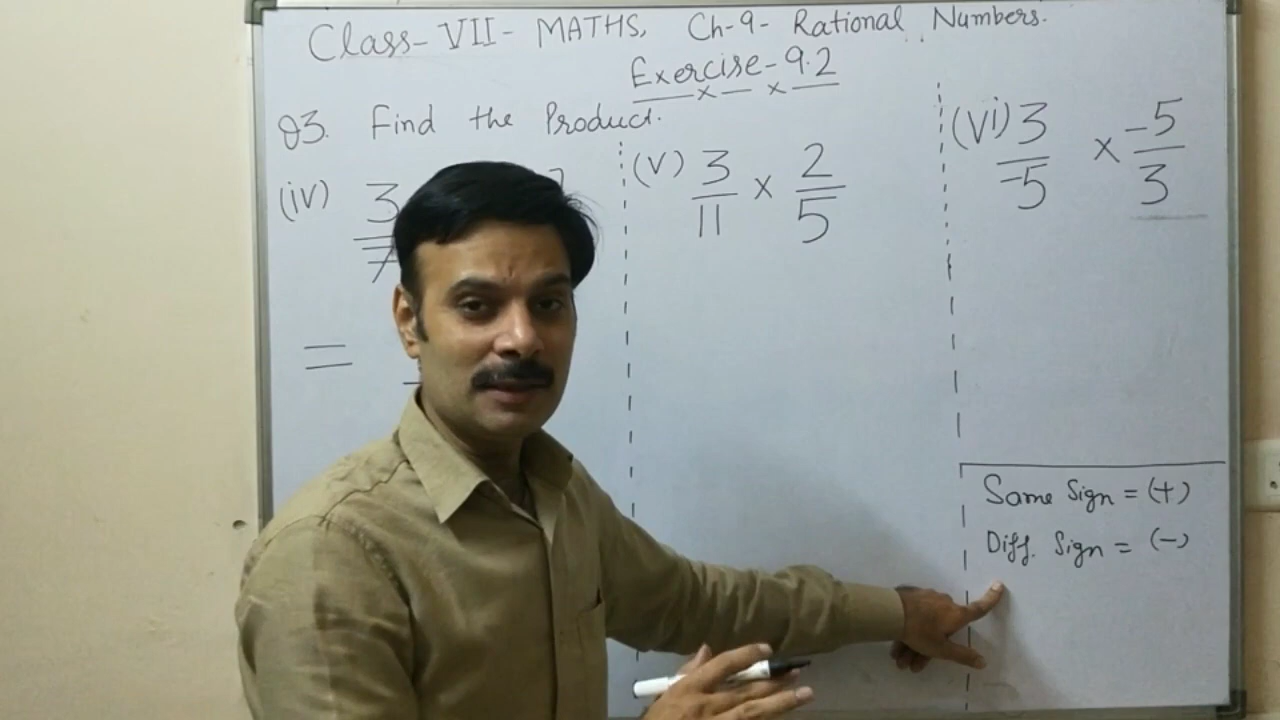 Class-VII- MATHS, Ch-9- Rational Numbers.
Exercise-9.2
Q3. Find the Product.
(iv) 3
7
=
(V) 3/11 x 2/5
(Vi) 3/-5 x -5/3
Same Sign = (+)
Diff. Sign = (-)